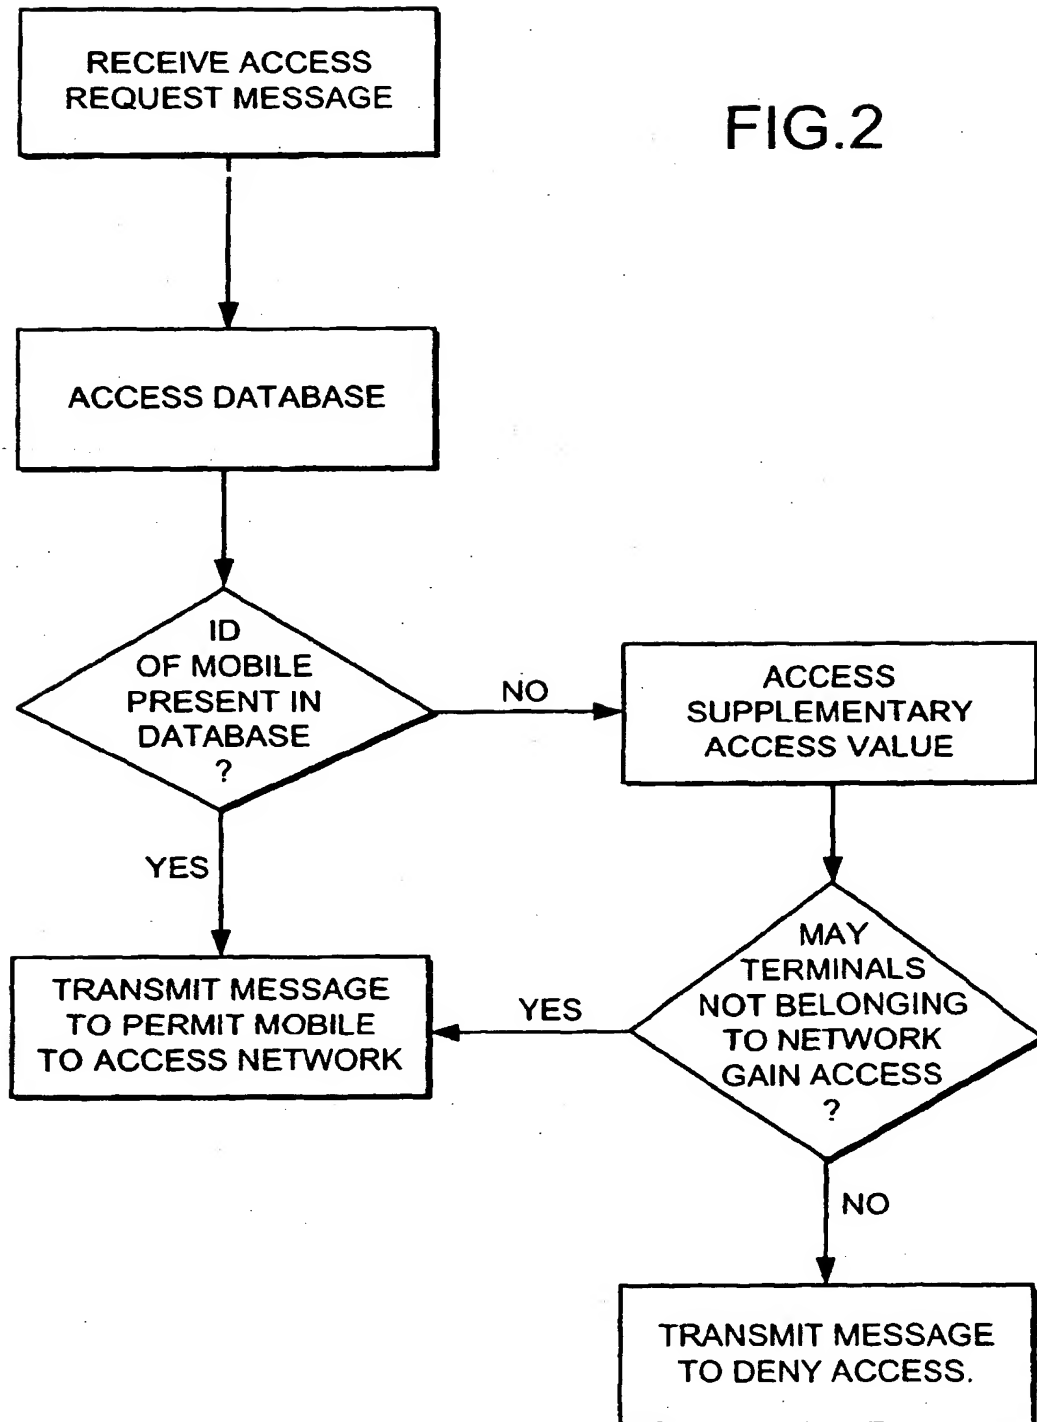 RECEIVE ACCESS
REQUEST MESSAGE
FIG.2
ACCESS DATABASE
ID
OF MOBILE
PRESENT IN
DATABASE
?
NO
ACCESS
SUPPLEMENTARY
ACCESS VALUE
YES
MAY
TERMINALS
NOT BELONGING
TO NETWORK
GAIN ACCESS
?
YES
TRANSMIT MESSAGE
TO PERMIT MOBILE
TO ACCESS NETWORK
NO
TRANSMIT MESSAGE
TO DENY ACCESS.